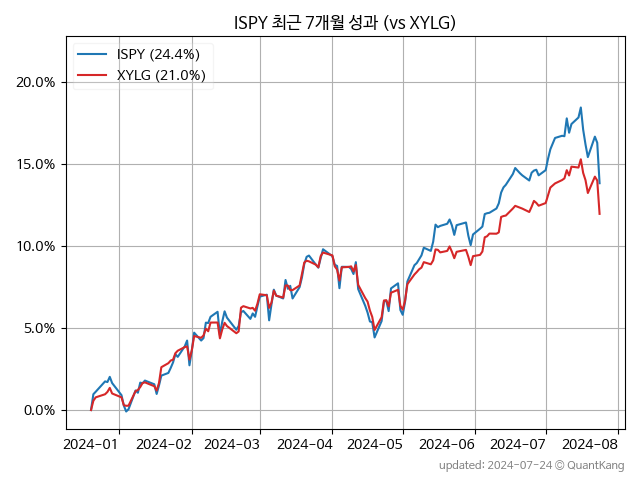 ISPY 최근 7개월 성과 (vs XYLG)
ISPY (24.4%)
XYLG (21.0%)
20.0%
15.0%
10.0%
5.0%
0.0%
2024-01 2024-02 2024-03 2024-04 2024-05 2024-06 2024-07 2024-08
updated: 2024-07-24 © QuantKang